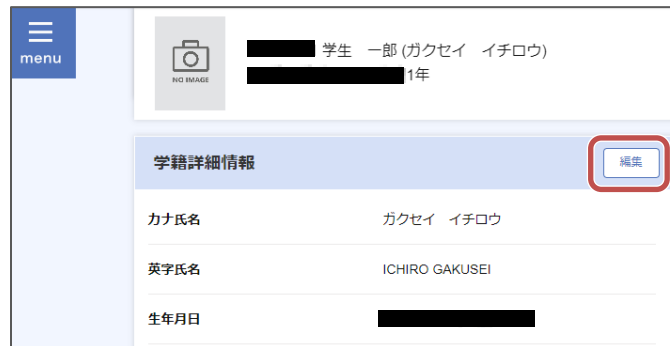 menu
NO IMAGE
学生 一郎 (ガクセイ イチロウ)
1年
学籍詳細情報 編集
カナ氏名 ガクセイ イチロウ
英字氏名 ICHIRO GAKUSEI
生年月日